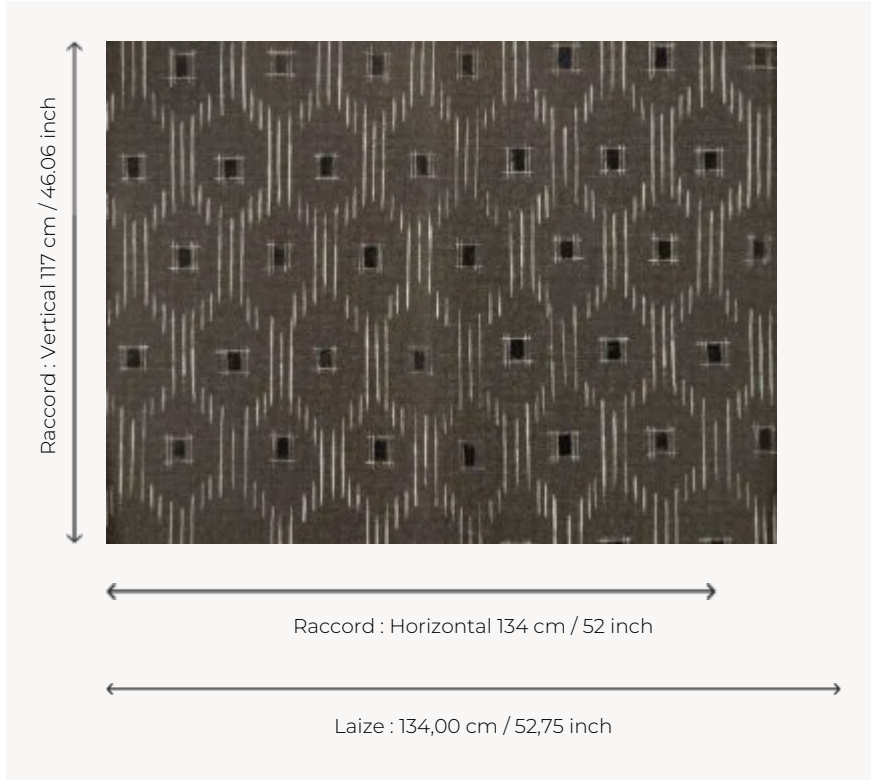 Raccord : Vertical 117 cm / 46.06 inch
Raccord : Horizontal 134 cm / 52 inch
Laize : 134,00 cm / 52,75 inch